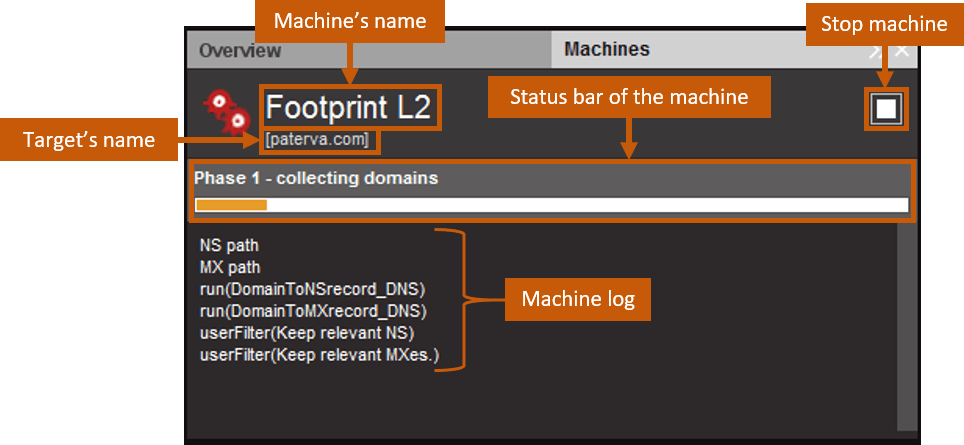 Machine's name
Stop machine
Overview
Machines
Status bar of the machine
Footprint L2
Target's name
[paterva.com]
Phase 1 - collecting domains
NS path
MX path
run(DomainToNSrecord_DNS)
run(DomainToMXrecord_DNS)
userFilter(Keep relevant NS)
userFilter(Keep relevant MXes.)
Machine log